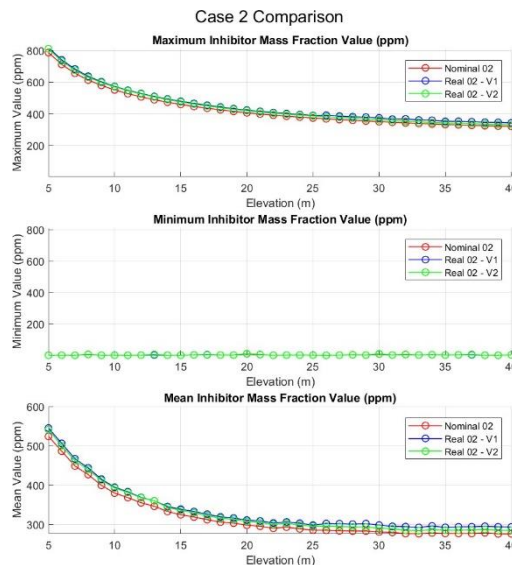 Case 2 Comparison
Maximum Inhibitor Mass Fraction Value (ppm)
Maximum Value (ppm)
800
600
400
200
Nominal 02
Real 02 - V1
Real 02 - V2
5 10 15 20 25 30 35 40
Elevation (m)
Minimum Inhibitor Mass Fraction Value (ppm)
Minimum Value (ppm)
800
600
400
200
Nominal 02
Real 02 - V1
Real 02 - V2
5 10 15 20 25 30 35 40
Elevation (m)
Mean Inhibitor Mass Fraction Value (ppm)
Mean Value (ppm)
600
500
400
300
Nominal 02
Real 02 - V1
Real 02 - V2
5 10 15 20 25 30 35 40
Elevation (m)